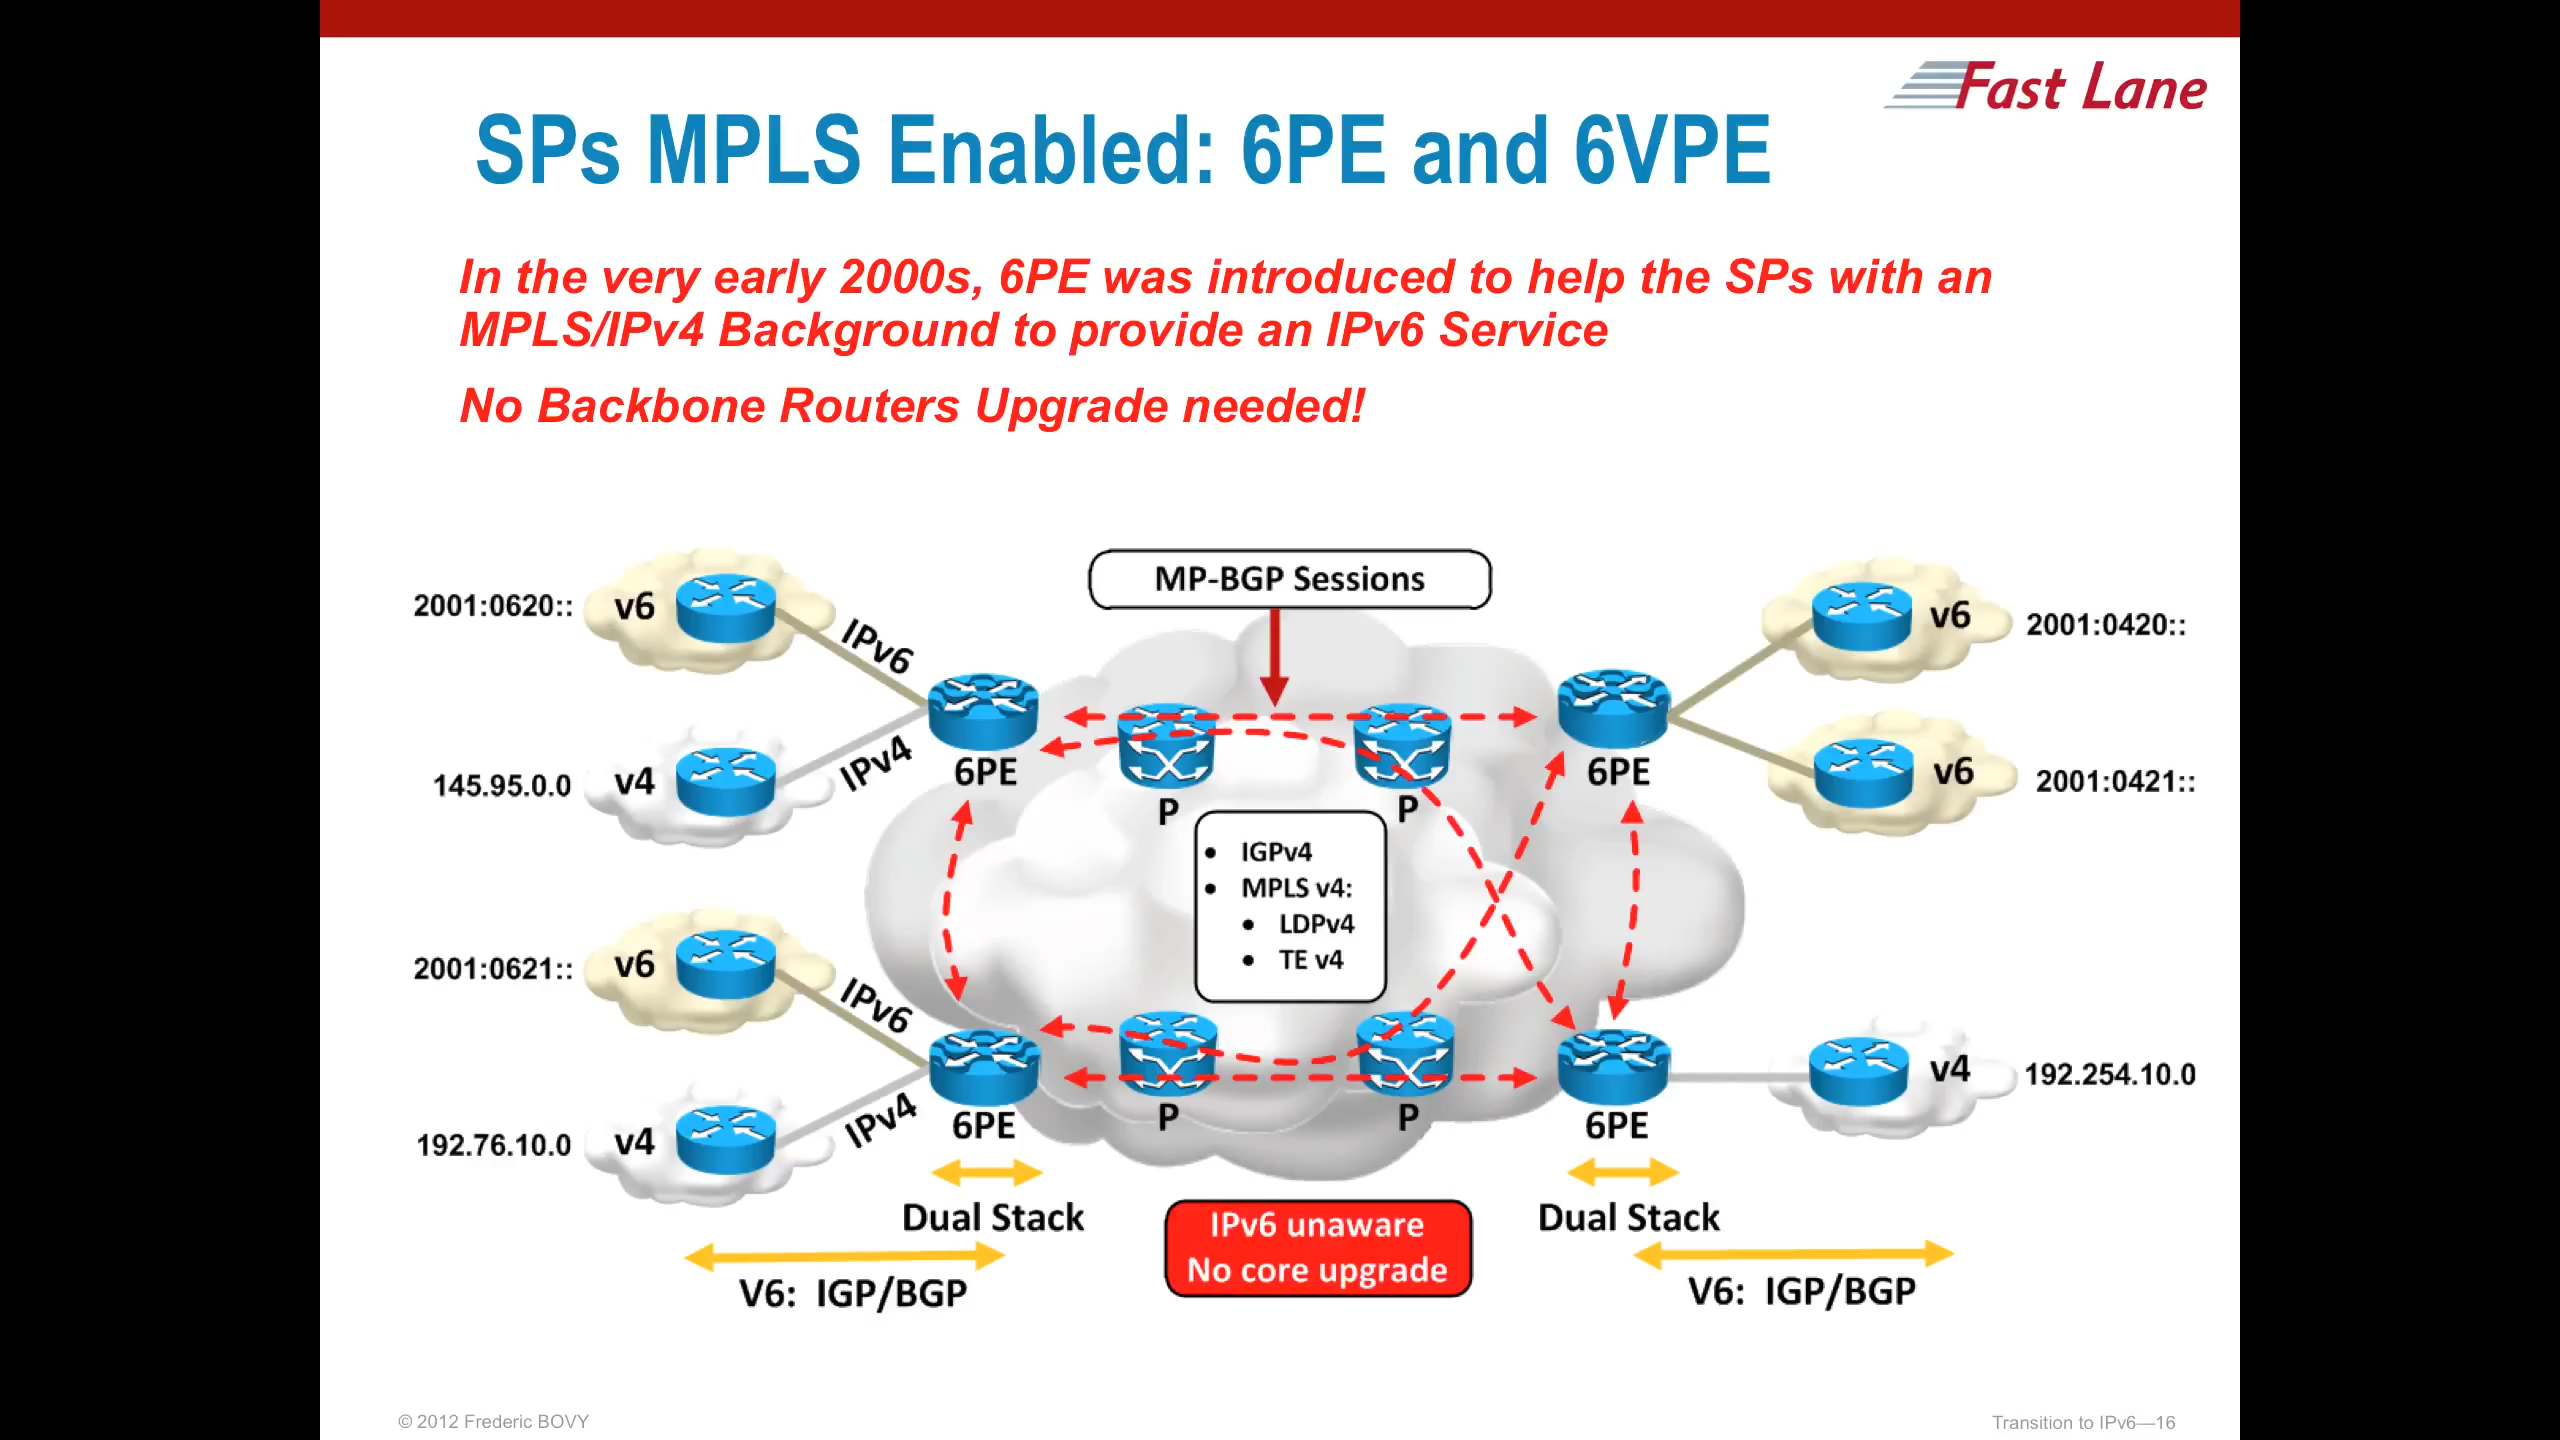 Fast Lane
SPs MPLS Enabled: 6PE and 6VPE
In the very early 2000s, 6PE was introduced to help the SPs with an
MPLS/IPv4 Background to provide an IPv6 Service
No Backbone Routers Upgrade needed!
MP-BGP Sessions
2001:0620::
v6
IPv6
v6
2001:0420::
145.95.0.0
v4
IPv4
6PE
P
P
6PE
v6
2001:0421::
• IGPv4
• MPLS v4:
• LDPv4
• TE v4
2001:0621::
v6
IPv6
192.76.10.0
v4
IPv4
6PE
P
P
6PE
v4
192.254.10.0
Dual Stack
IPv6 unaware
No core upgrade
Dual Stack
V6: IGP/BGP
V6: IGP/BGP
© 2012 Frederic BOVY
Transition to IPv6—16